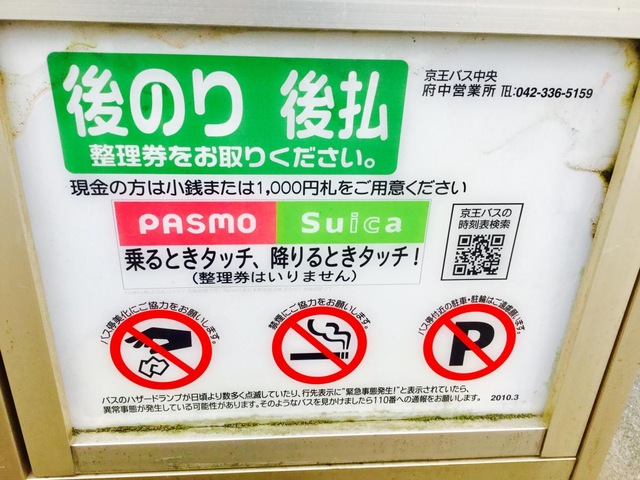 後のり 後払
整理券をお取りください。
京王バス中央
府中営業所 TEL:042-336-5159
現金の方は小銭または1,000円札をご用意ください
PASMO Suica
乗るときタッチ、降りるときタッチ!
(整理券はいりません)
京王バスの
時刻表検索
バス停美化にご協力をお願いします。
禁煙にご協力をお願いします。
バス停付近の駐車・駐輪はご遠慮願います。
P
バスのハザードランプが日頃より数多く点滅していたり、行先表示に"緊急事態発生!"と表示されていたら、
異常事態が発生している可能性があります。そのようなバスを見かけましたら110番への通報をお願いします。 2010.3